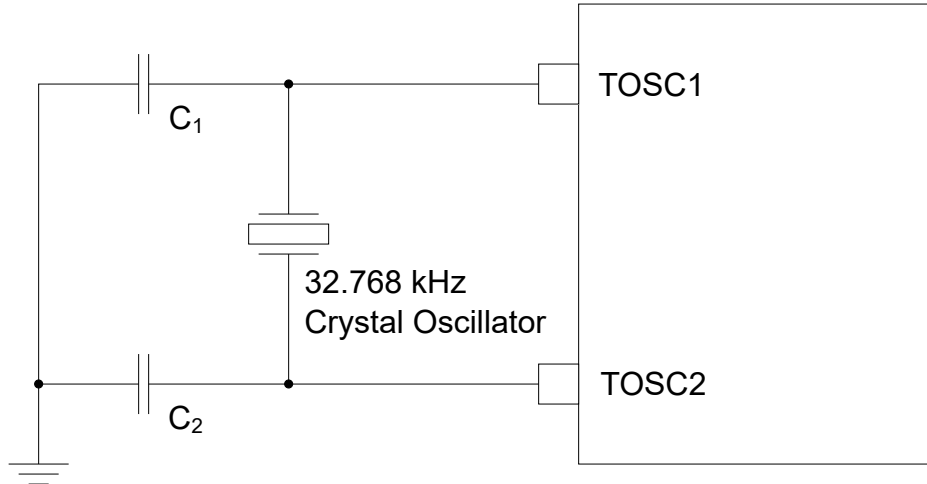 TOSC1
C₁
32.768 kHz
Crystal Oscillator
TOSC2
C₂